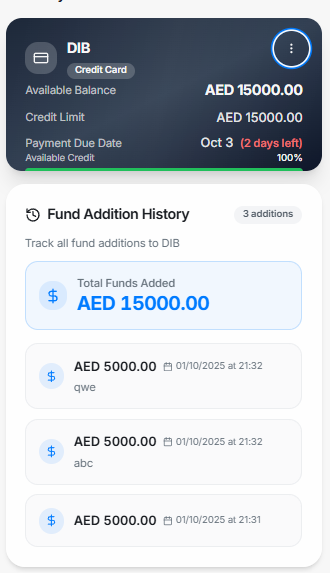 DIB
Credit Card
Available Balance AED 15000.00
Credit Limit AED 15000.00
Payment Due Date Oct 3 (2 days left)
Available Credit 100%
Fund Addition History 3 additions
Track all fund additions to DIB
Total Funds Added
AED 15000.00
AED 5000.00 01/10/2025 at 21:32
qwe
AED 5000.00 01/10/2025 at 21:32
abc
AED 5000.00 01/10/2025 at 21:31